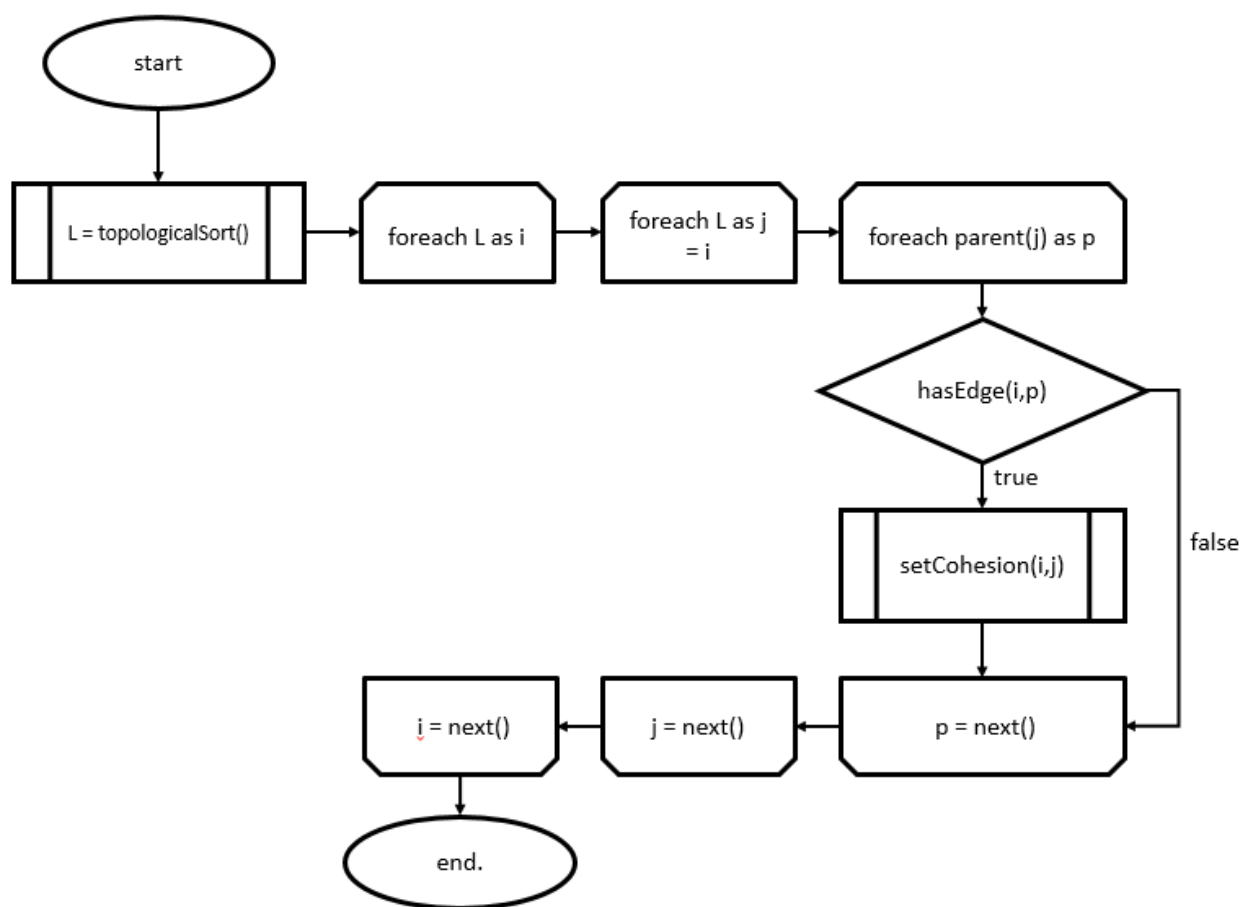 start
L = topologicalSort()
foreach L as i
foreach L as j
= i
foreach parent(j) as p
hasEdge(i,p)
true
false
setCohesion(i,j)
i = next()
j = next()
p = next()
end.